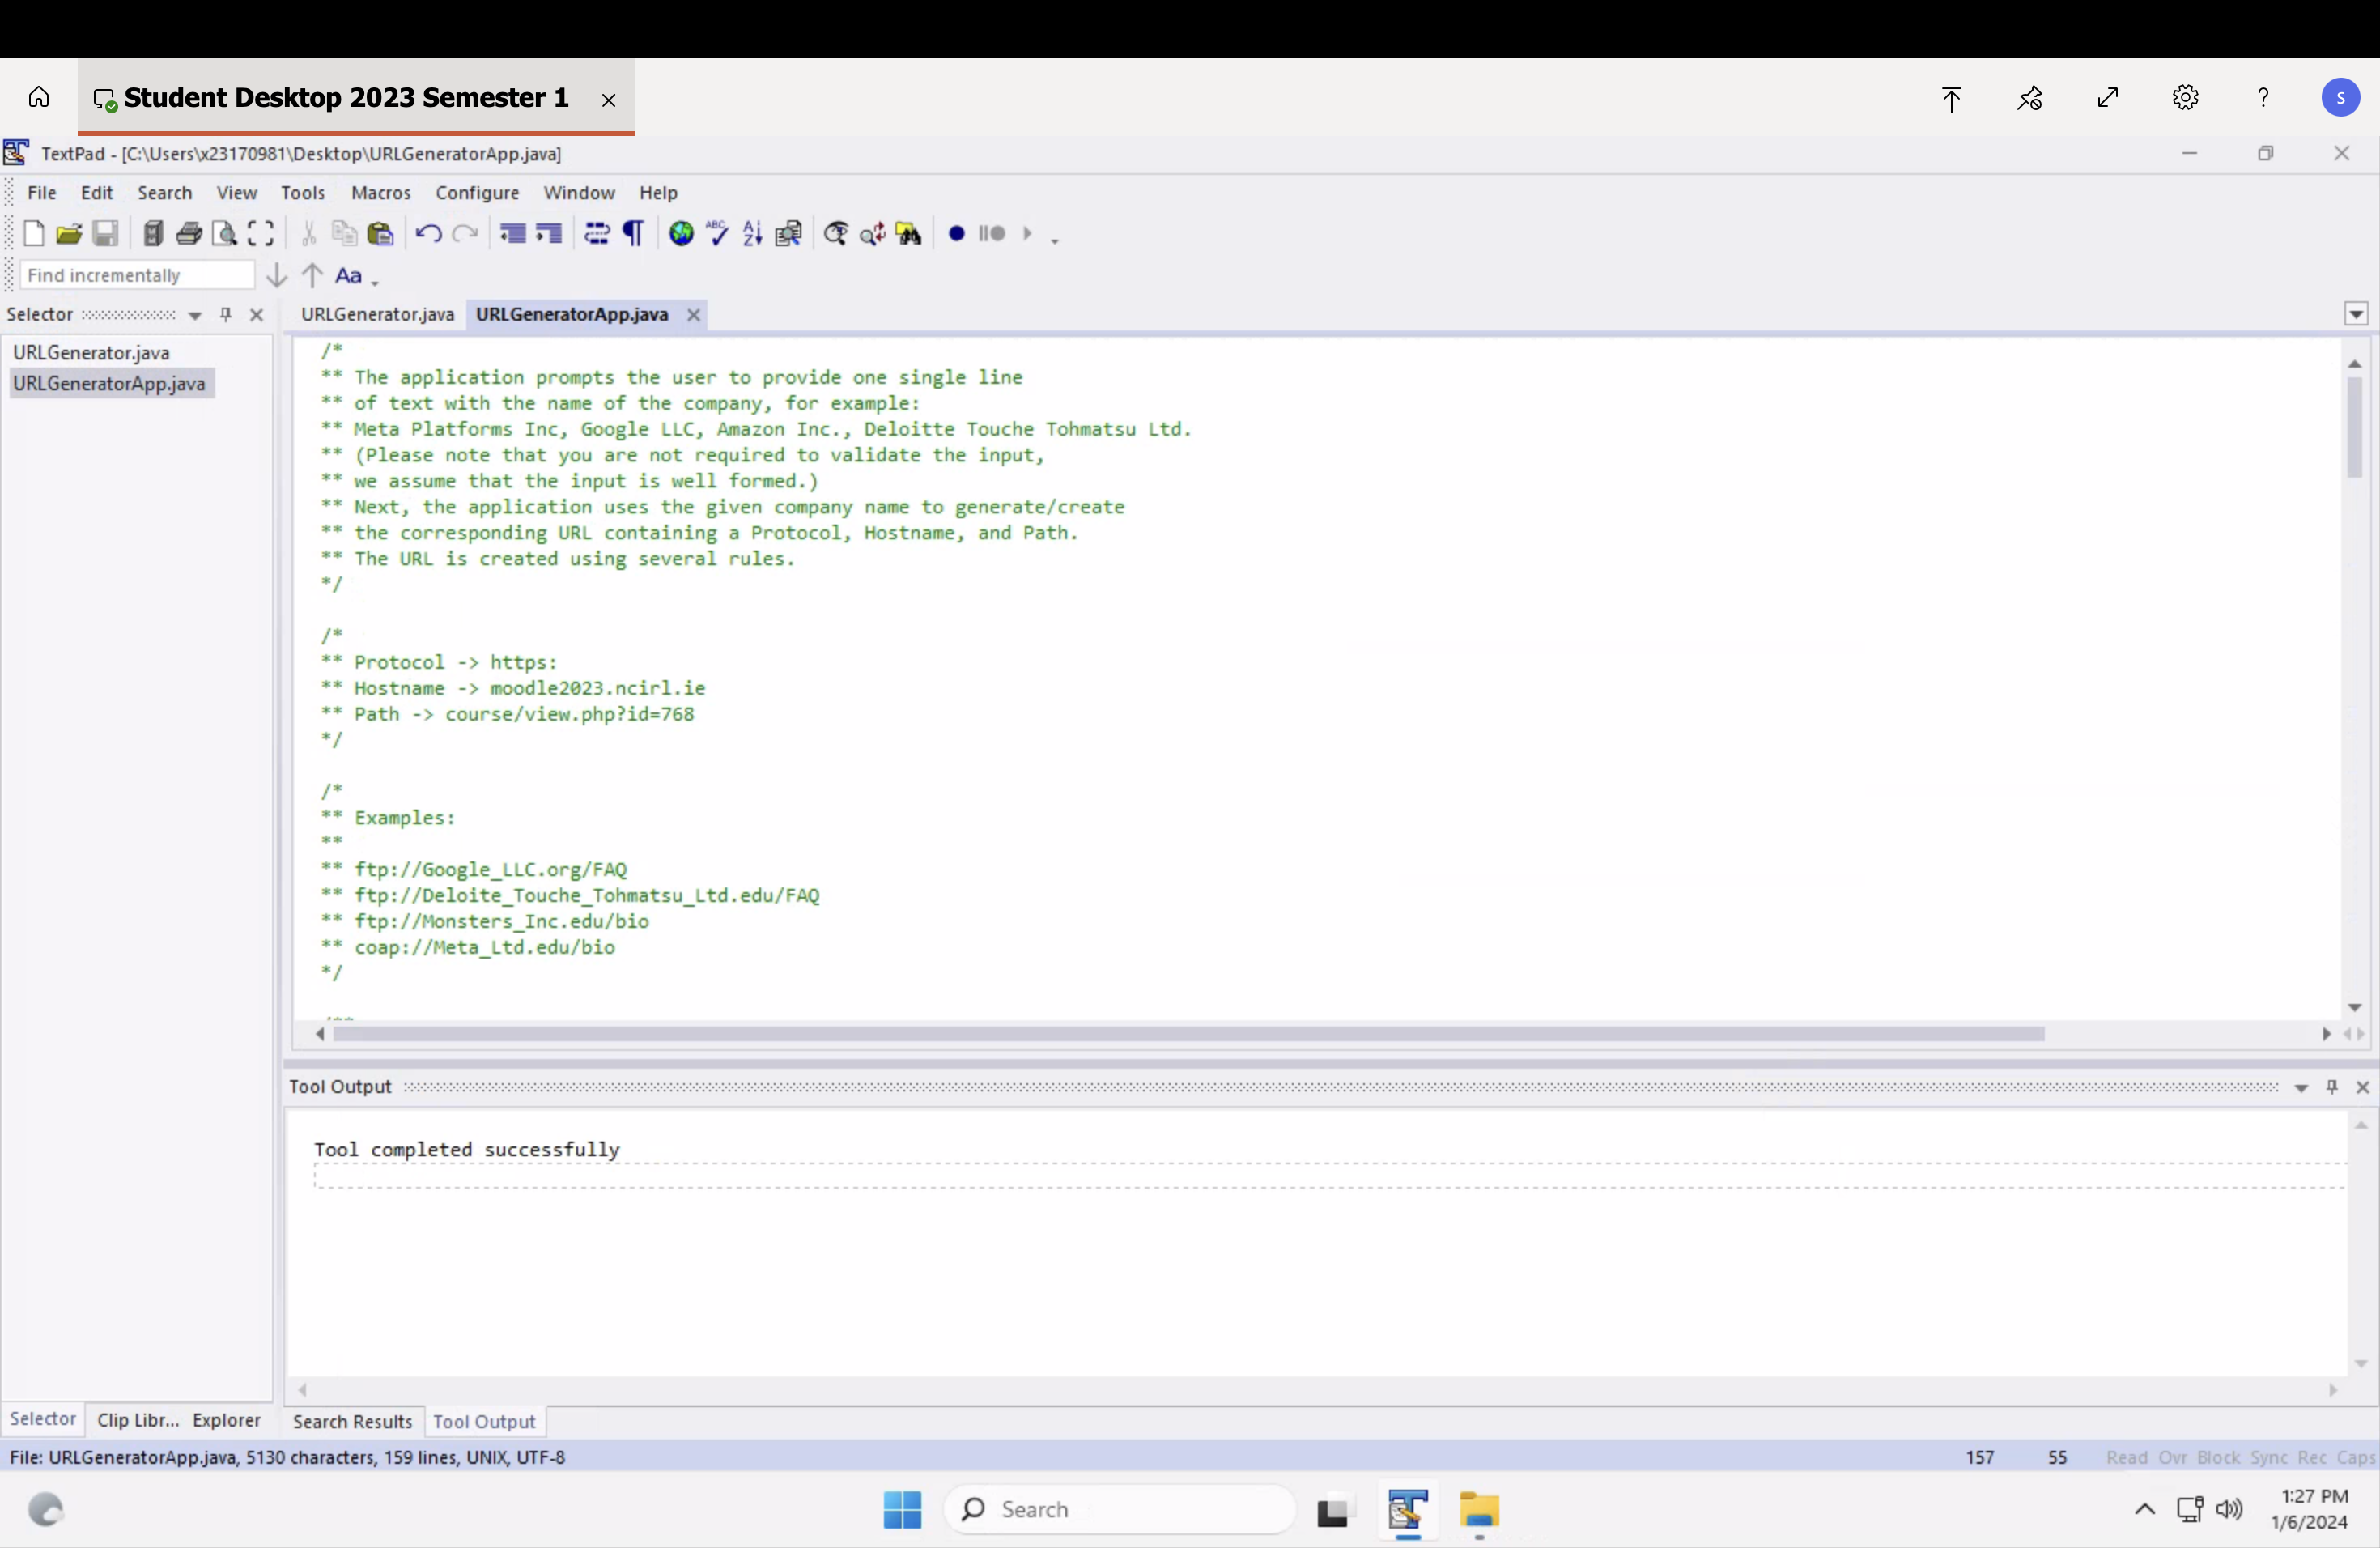 Student Desktop 2023 Semester 1
S
TextPad - [C:\Users\x23170981\Desktop\URLGeneratorApp.java]
File Edit Search View Tools Macros Configure Window Help
Find incrementally Aa
Selector
URLGenerator.java URLGeneratorApp.java
URLGenerator.java
URLGeneratorApp.java
/*
** The application prompts the user to provide one single line
** of text with the name of the company, for example:
** Meta Platforms Inc, Google LLC, Amazon Inc., Deloitte Touche Tohmatsu Ltd.
** (Please note that you are not required to validate the input,
** we assume that the input is well formed.)
** Next, the application uses the given company name to generate/create
** the corresponding URL containing a Protocol, Hostname, and Path.
** The URL is created using several rules.
*/
/*
** Protocol -> https:
** Hostname -> moodle2023.ncirl.ie
** Path -> course/view.php?id=768
*/
/*
** Examples:
**
** ftp://Google_LLC.org/FAQ
** ftp://Deloite_Touche_Tohmatsu_Ltd.edu/FAQ
** ftp://Monsters_Inc.edu/bio
** coap://Meta_Ltd.edu/bio
*/
Tool Output
Tool completed successfully
Selector Clip Libr... Explorer
Search Results Tool Output
File: URLGeneratorApp.java, 5130 characters, 159 lines, UNIX, UTF-8
157 55 Read Ovr Block Sync Rec Caps
Search
1:27 PM
1/6/2024